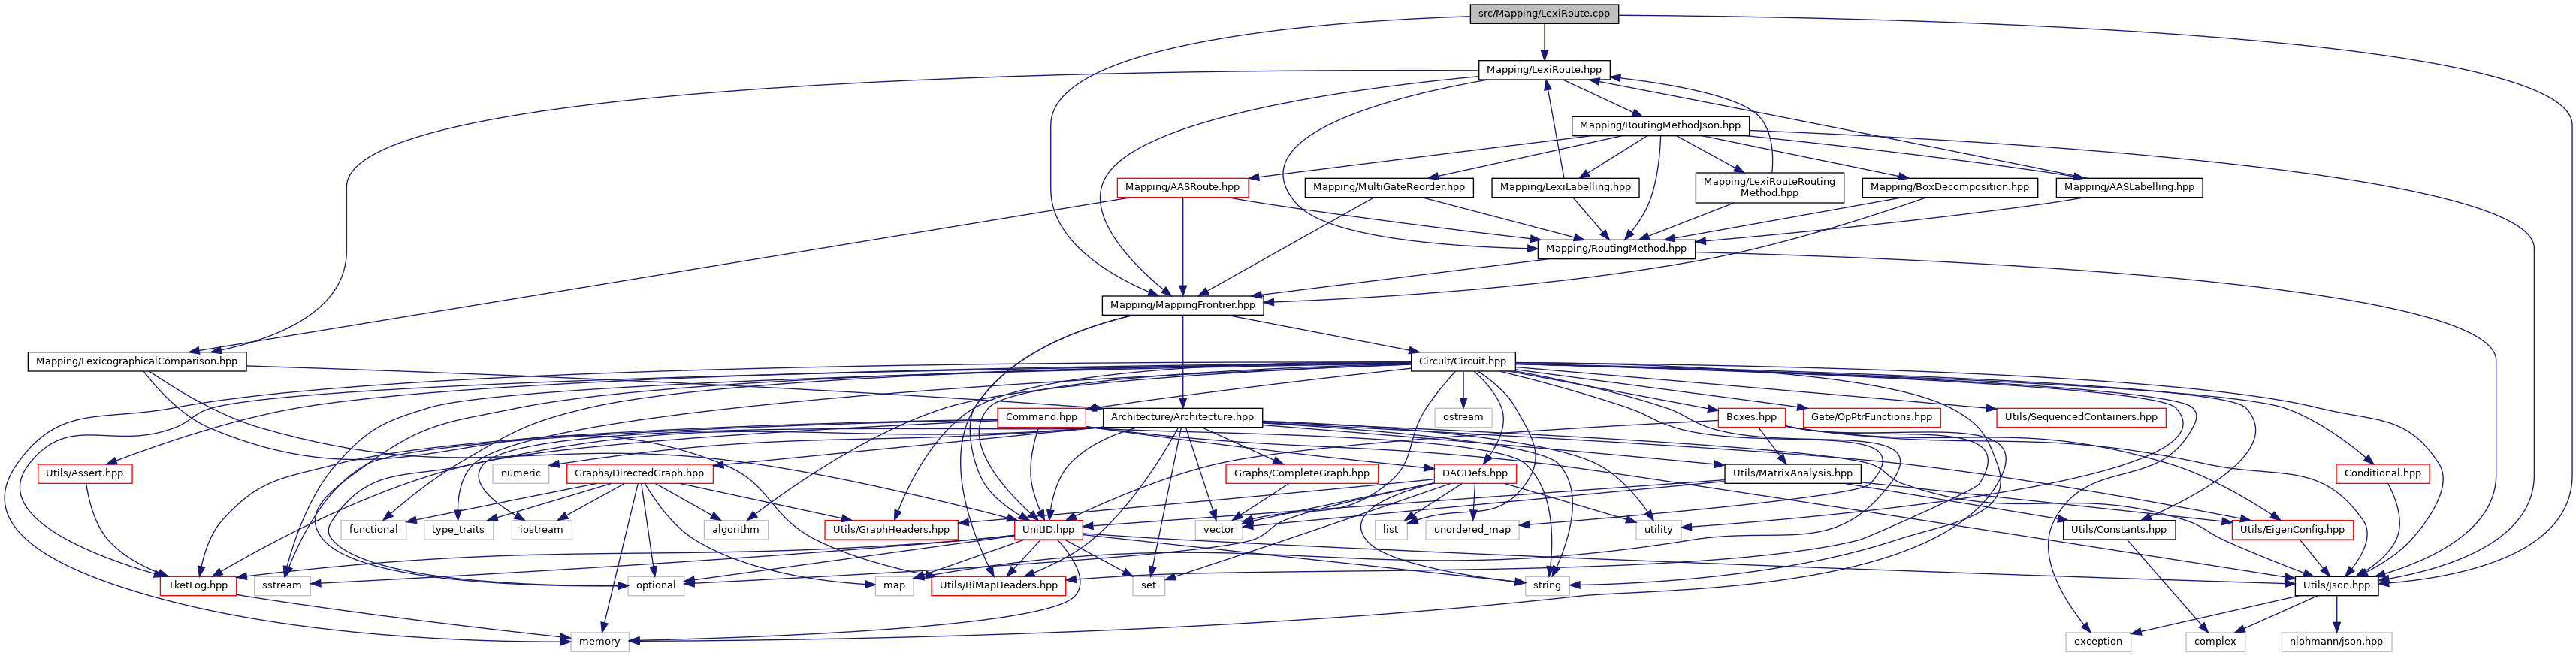 src/Mapping/LexiRoute.cpp
Mapping/LexiRoute.hpp
Mapping/RoutingMethodJson.hpp
Mapping/AASRoute.hpp
Mapping/MultiGateReorder.hpp
Mapping/LexiLabelling.hpp
Mapping/LexiRouteRouting
Method.hpp
Mapping/BoxDecomposition.hpp
Mapping/AASLabelling.hpp
Mapping/RoutingMethod.hpp
Mapping/MappingFrontier.hpp
Mapping/LexicographicalComparison.hpp
Circuit/Circuit.hpp
Command.hpp
Architecture/Architecture.hpp
ostream
Boxes.hpp
Gate/OpPtrFunctions.hpp
Utils/SequencedContainers.hpp
Utils/Assert.hpp
numeric
Graphs/DirectedGraph.hpp
Graphs/CompleteGraph.hpp
DAGDefs.hpp
Utils/MatrixAnalysis.hpp
Conditional.hpp
functional
type_traits
iostream
algorithm
Utils/GraphHeaders.hpp
UnitID.hpp
vector
list
unordered_map
utility
Utils/Constants.hpp
Utils/EigenConfig.hpp
TketLog.hpp
sstream
optional
map
Utils/BiMapHeaders.hpp
set
string
Utils/Json.hpp
memory
exception
complex
nlohmann/json.hpp